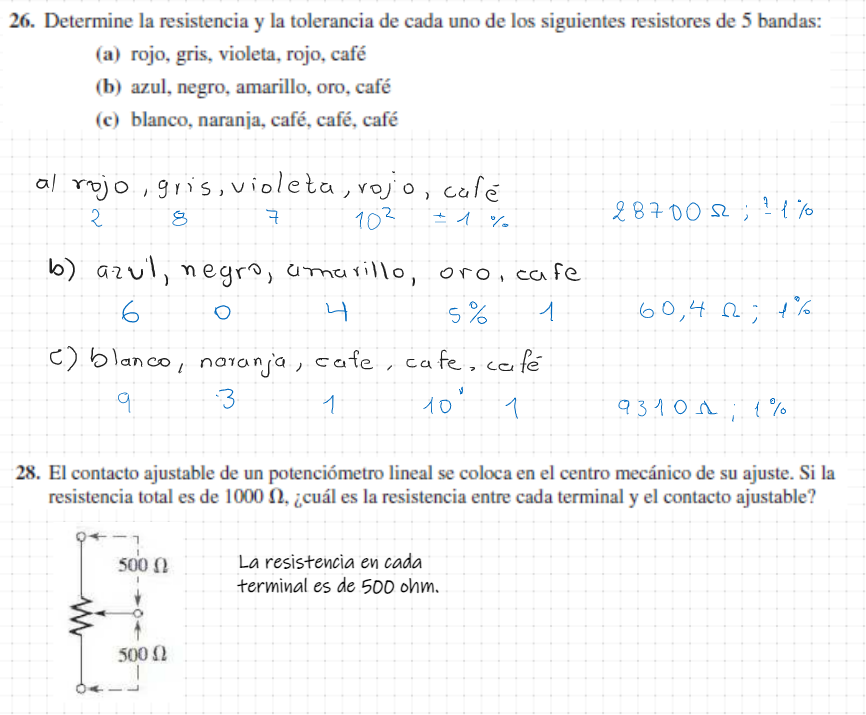 26. Determine la resistencia y la tolerancia de cada uno de los siguientes resistores de 5 bandas:
(a) rojo, gris, violeta, rojo, café
(b) azul, negro, amarillo, oro, café
(c) blanco, naranja, café, café, café
a) rojo, gris, violeta, rojo, café
2 8 7 10² ± 1 % 28700 Ω ; ± 1 %
b) azul, negro, amarillo, oro, cafe
6 0 4 5% 1 60,4 Ω ; 1%
c) blanco, naranja, cafe, cafe, café
9 3 1 10¹ 1 9310 Ω ; 1 %
28. El contacto ajustable de un potenciómetro lineal se coloca en el centro mecánico de su ajuste. Si la
resistencia total es de 1000 Ω, ¿cuál es la resistencia entre cada terminal y el contacto ajustable?
500 Ω
La resistencia en cada
terminal es de 500 ohm.
500 Ω